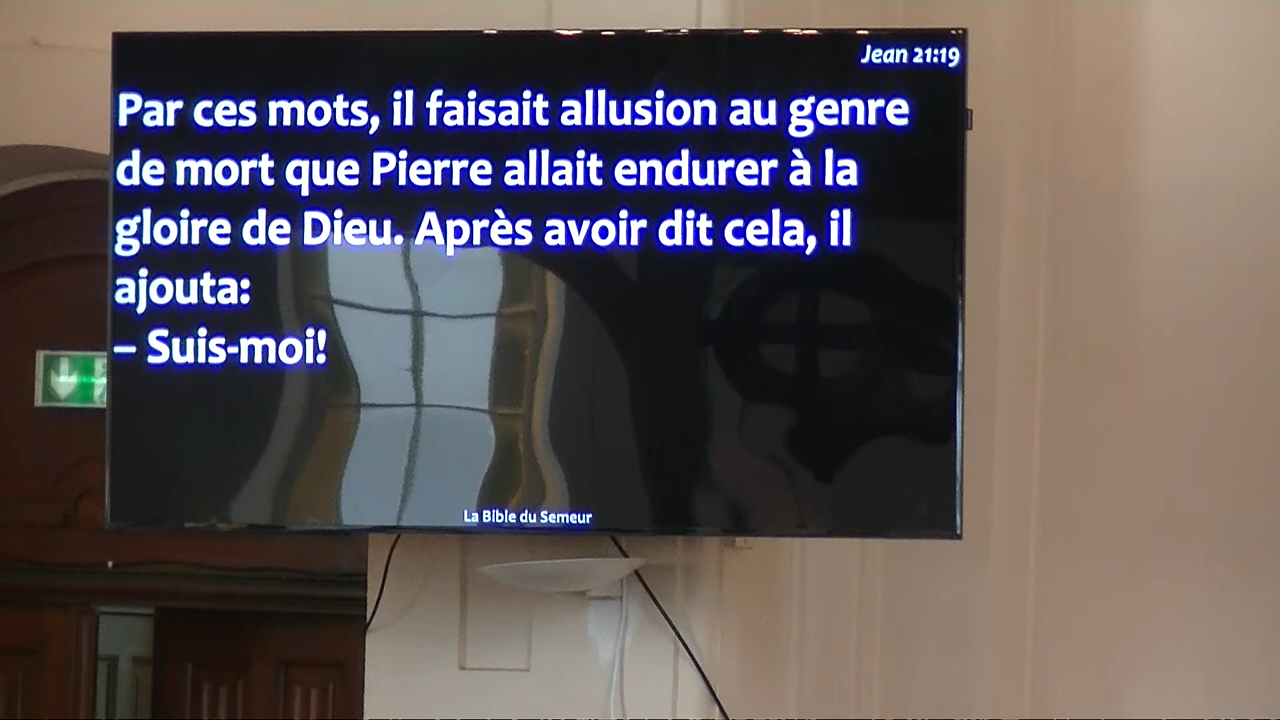 Jean 21:19
Par ces mots, il faisait allusion au genre
de mort que Pierre allait endurer à la
gloire de Dieu. Après avoir dit cela, il
ajouta:
– Suis-moi!
La Bible du Semeur